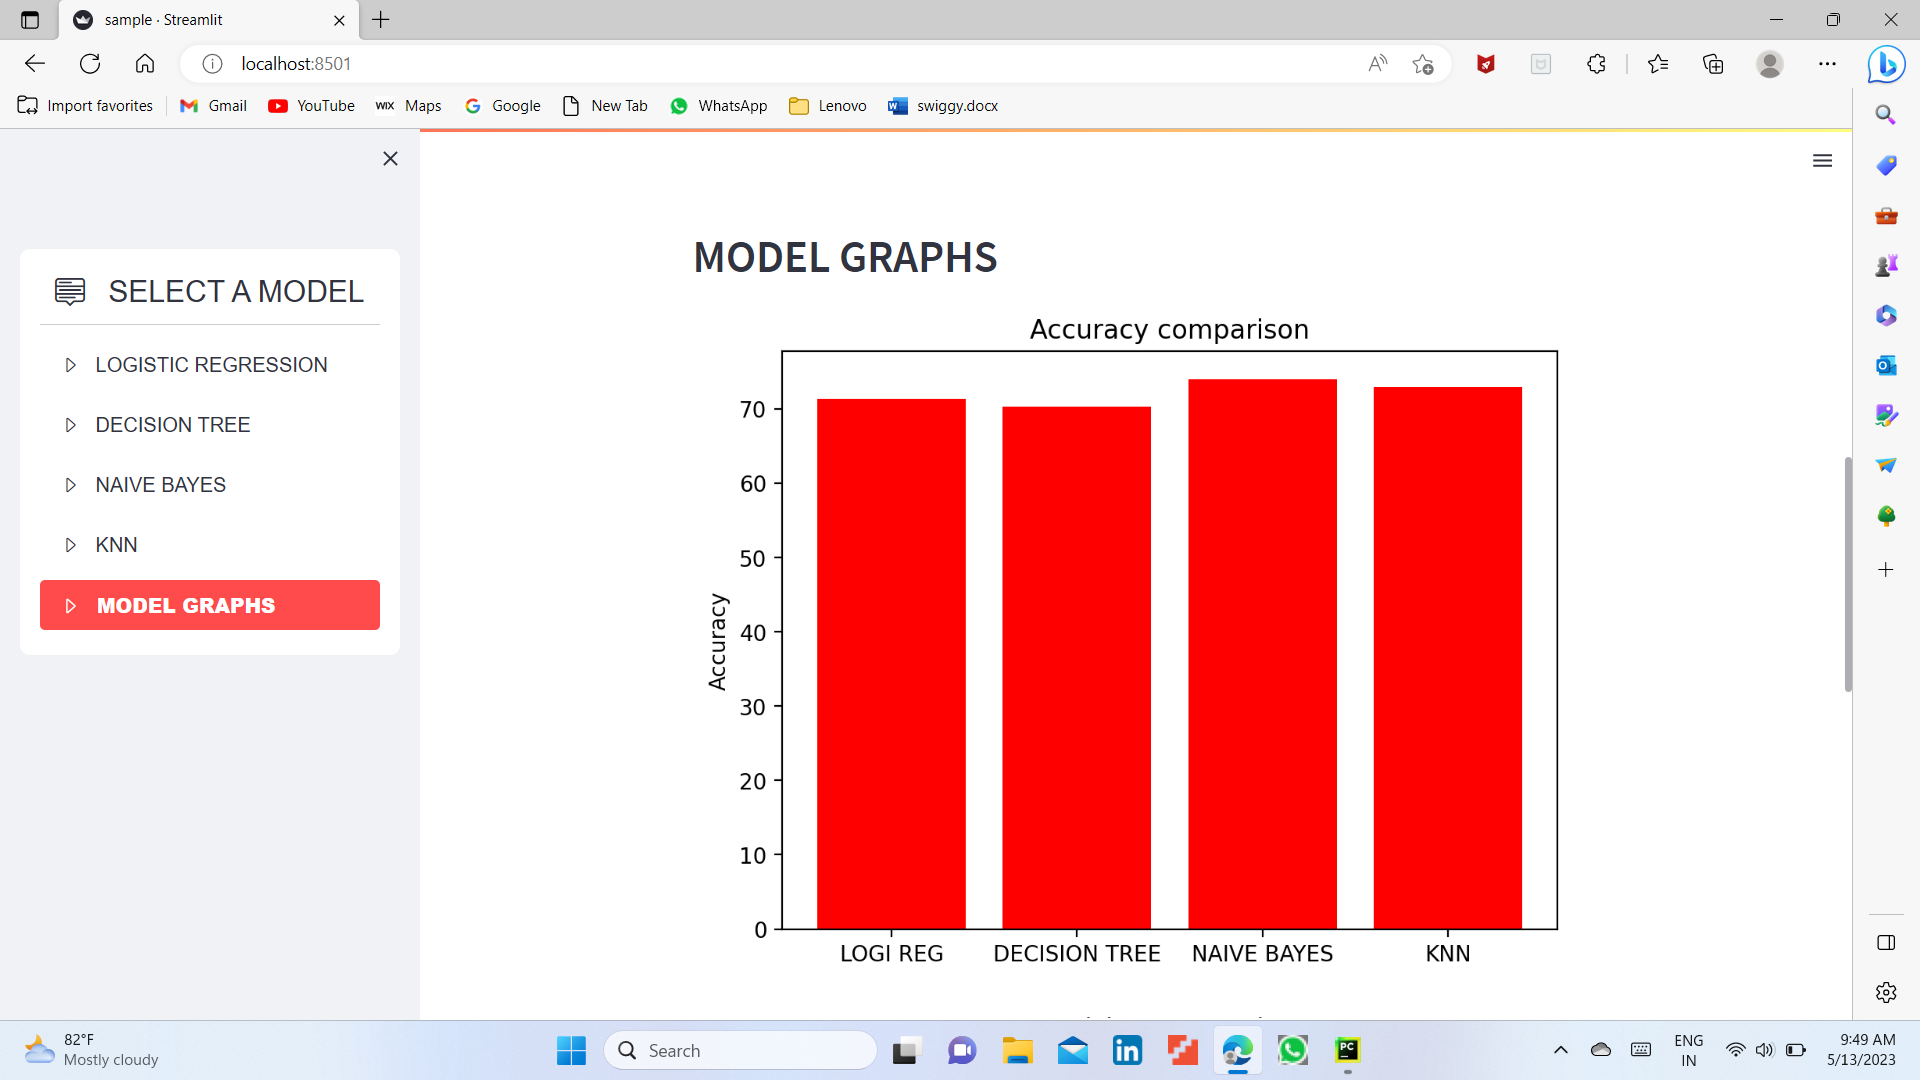 sample · Streamlit
localhost:8501
Import favorites
Gmail
YouTube
WIX Maps
Google
New Tab
WhatsApp
Lenovo
swiggy.docx
SELECT A MODEL
LOGISTIC REGRESSION
DECISION TREE
NAIVE BAYES
KNN
MODEL GRAPHS
MODEL GRAPHS
Accuracy comparison
70
60
50
40
30
20
10
0
Accuracy
LOGI REG
DECISION TREE
NAIVE BAYES
KNN
82°F
Mostly cloudy
Search
PC
ENG
IN
9:49 AM
5/13/2023